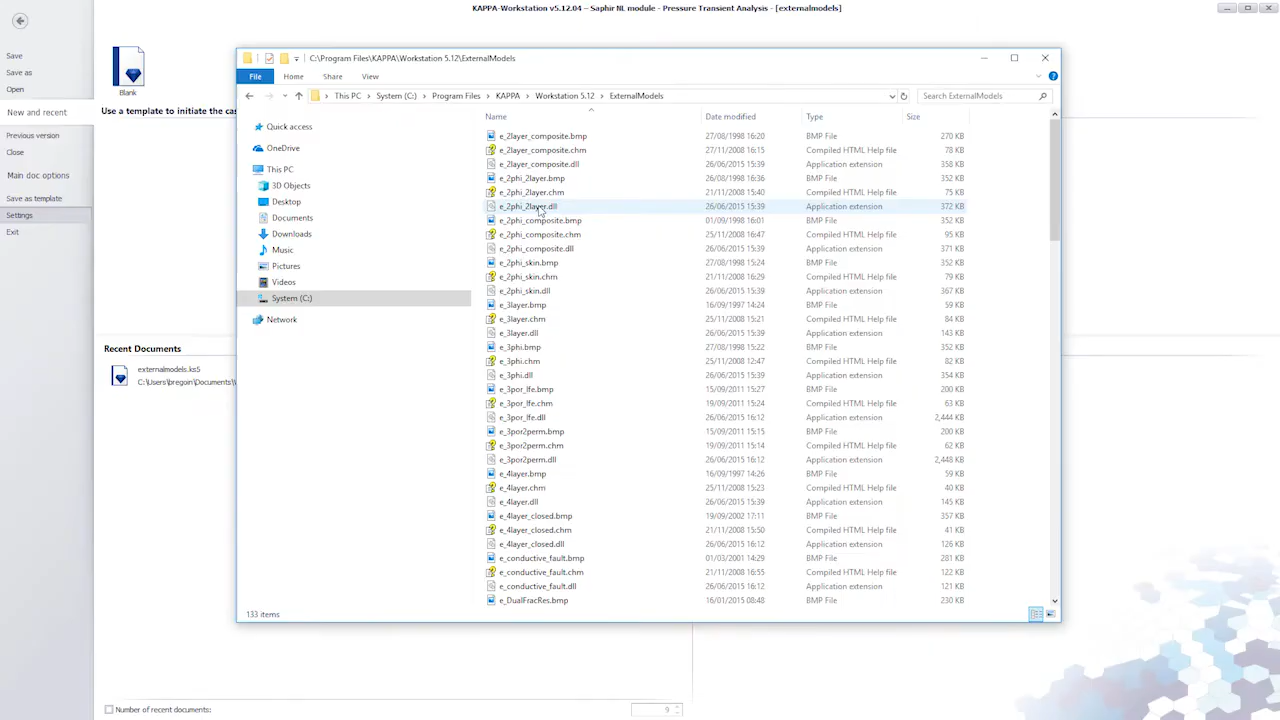 KAPPA-Workstation v5.12.04 – Saphir NL module - Pressure Transient Analysis - [externalmodels]
Save
Save as
Open
New and recent
Previous version
Close
Main doc options
Save as template
Settings
Exit
Blank
Use a template to initiate the cas
Recent Documents
externalmodels.ks5
C:\Users\bregoin\Documents\
Number of recent documents:
9
C:\Program Files\KAPPA\Workstation 5.12\ExternalModels
File Home Share View
This PC > System (C:) > Program Files > KAPPA > Workstation 5.12 > ExternalModels
Search ExternalModels
Quick access
OneDrive
This PC
3D Objects
Desktop
Documents
Downloads
Music
Pictures
Videos
System (C:)
Network
Name Date modified Type Size
e_2layer_composite.bmp 27/08/1998 16:20 BMP File 270 KB
e_2layer_composite.chm 27/11/2008 16:15 Compiled HTML Help file 78 KB
e_2layer_composite.dll 26/06/2015 15:39 Application extension 358 KB
e_2phi_2layer.bmp 26/08/1998 16:36 BMP File 352 KB
e_2phi_2layer.chm 21/11/2008 15:40 Compiled HTML Help file 75 KB
e_2phi_2layer.dll 26/06/2015 15:39 Application extension 372 KB
e_2phi_composite.bmp 01/09/1998 16:01 BMP File 352 KB
e_2phi_composite.chm 25/11/2008 16:47 Compiled HTML Help file 95 KB
e_2phi_composite.dll 26/06/2015 15:39 Application extension 371 KB
e_2phi_skin.bmp 27/08/1998 15:24 BMP File 352 KB
e_2phi_skin.chm 21/11/2008 16:29 Compiled HTML Help file 79 KB
e_2phi_skin.dll 26/06/2015 15:39 Application extension 367 KB
e_3layer.bmp 16/09/1997 14:24 BMP File 59 KB
e_3layer.chm 25/11/2008 15:21 Compiled HTML Help file 84 KB
e_3layer.dll 26/06/2015 15:39 Application extension 143 KB
e_3phi.bmp 27/08/1998 15:22 BMP File 352 KB
e_3phi.chm 25/11/2008 12:47 Compiled HTML Help file 82 KB
e_3phi.dll 26/06/2015 15:39 Application extension 354 KB
e_3por_lfe.bmp 15/09/2011 15:27 BMP File 200 KB
e_3por_lfe.chm 19/09/2011 15:24 Compiled HTML Help file 63 KB
e_3por_lfe.dll 26/06/2015 16:12 Application extension 2,444 KB
e_3por2perm.bmp 15/09/2011 15:15 BMP File 200 KB
e_3por2perm.chm 19/09/2011 15:14 Compiled HTML Help file 62 KB
e_3por2perm.dll 26/06/2015 16:12 Application extension 2,448 KB
e_4layer.bmp 16/09/1997 14:26 BMP File 59 KB
e_4layer.chm 25/11/2008 15:23 Compiled HTML Help file 40 KB
e_4layer.dll 26/06/2015 15:39 Application extension 145 KB
e_4layer_closed.bmp 19/09/2002 17:11 BMP File 357 KB
e_4layer_closed.chm 21/11/2008 15:50 Compiled HTML Help file 41 KB
e_4layer_closed.dll 26/06/2015 16:12 Application extension 126 KB
e_conductive_fault.bmp 01/03/2001 14:29 BMP File 281 KB
e_conductive_fault.chm 21/11/2008 16:55 Compiled HTML Help file 122 KB
e_conductive_fault.dll 26/06/2015 16:12 Application extension 121 KB
e_DualFracRes.bmp 16/01/2015 08:48 BMP File 230 KB
133 items